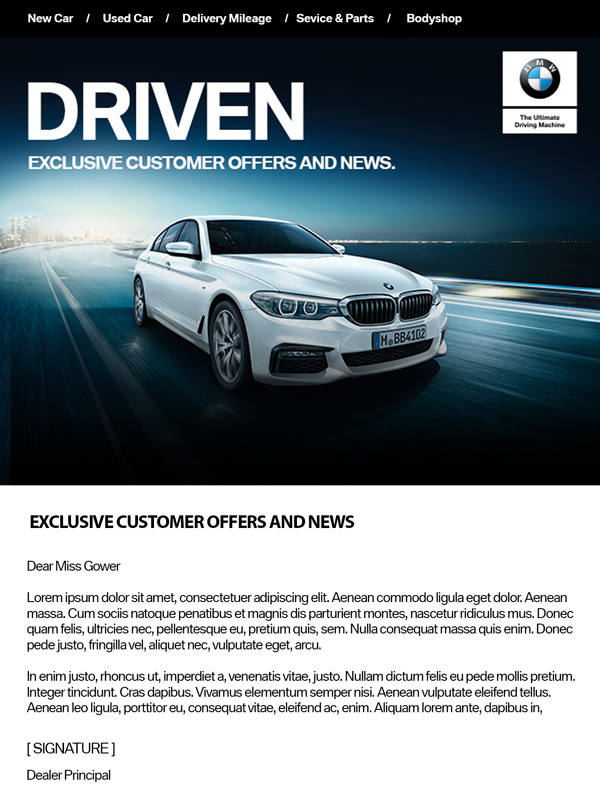 New Car / Used Car / Delivery Mileage / Sevice & Parts / Bodyshop
DRIVEN
EXCLUSIVE CUSTOMER OFFERS AND NEWS.
BMW
The Ultimate
Driving Machine
M BB4102
EXCLUSIVE CUSTOMER OFFERS AND NEWS
Dear Miss Gower
Lorem ipsum dolor sit amet, consectetuer adipiscing elit. Aenean commodo ligula eget dolor. Aenean
massa. Cum sociis natoque penatibus et magnis dis parturient montes, nascetur ridiculus mus. Donec
quam felis, ultricies nec, pellentesque eu, pretium quis, sem. Nulla consequat massa quis enim. Donec
pede justo, fringilla vel, aliquet nec, vulputate eget, arcu.
In enim justo, rhoncus ut, imperdiet a, venenatis vitae, justo. Nullam dictum felis eu pede mollis pretium.
Integer tincidunt. Cras dapibus. Vivamus elementum semper nisi. Aenean vulputate eleifend tellus.
Aenean leo ligula, porttitor eu, consequat vitae, eleifend ac, enim. Aliquam lorem ante, dapibus in,
[ SIGNATURE ]
Dealer Principal